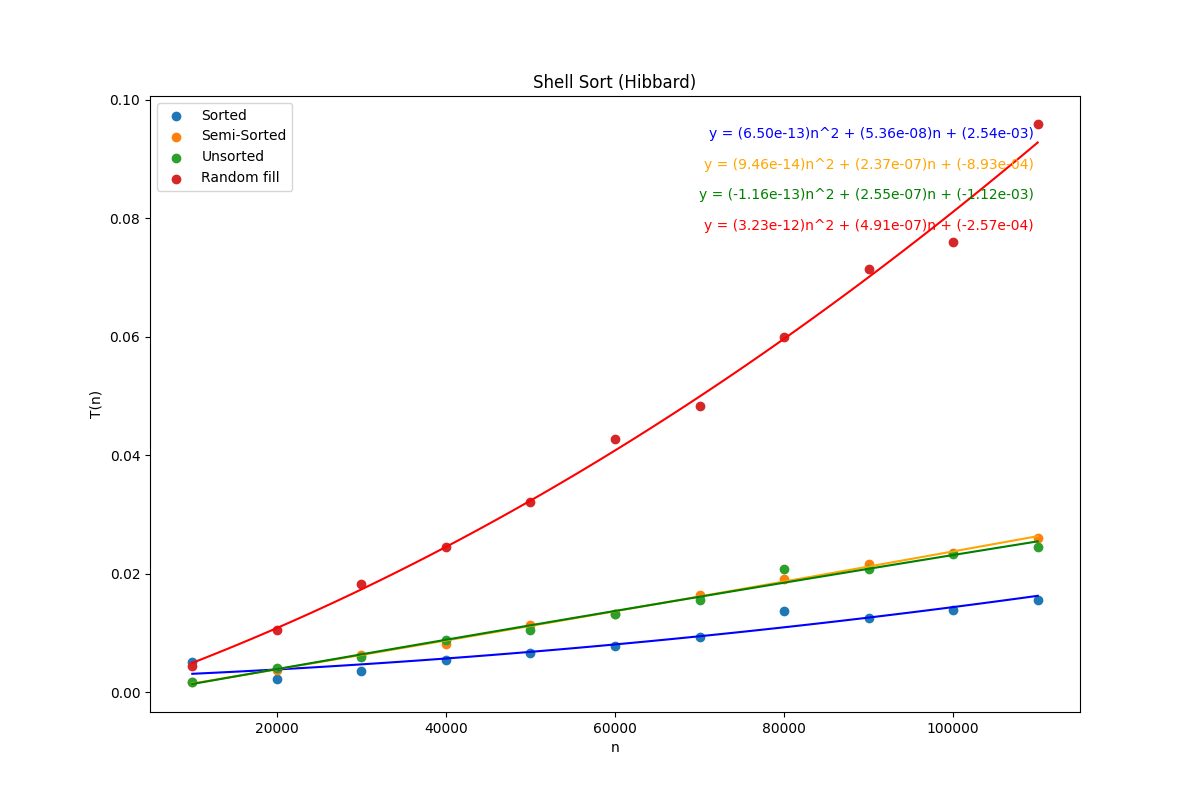 Shell Sort (Hibbard)
Sorted
Semi-Sorted
Unsorted
Random fill
y = (6.50e-13)n^2 + (5.36e-08)n + (2.54e-03)
y = (9.46e-14)n^2 + (2.37e-07)n + (-8.93e-04)
y = (-1.16e-13)n^2 + (2.55e-07)n + (-1.12e-03)
y = (3.23e-12)n^2 + (4.91e-07)n + (-2.57e-04)
0.10
0.08
0.06
0.04
0.02
0.00
T(n)
20000
40000
60000
80000
100000
n